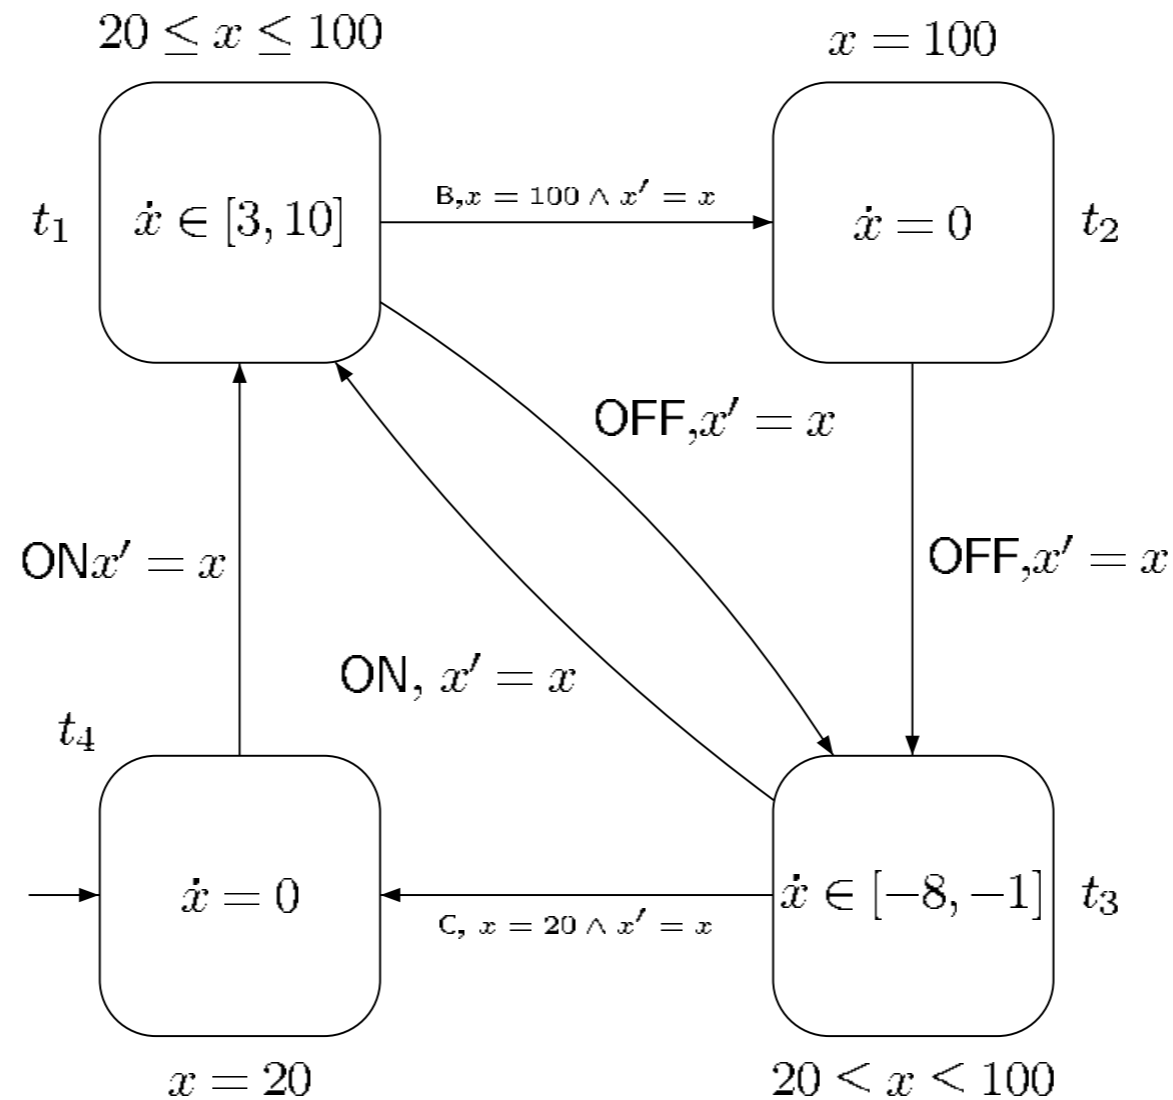 20 ≤ x ≤ 100
x = 100
t₁
ẋ ∈ [3, 10]
B,x = 100 ∧ x′ = x
ẋ = 0
t₂
OFF,x′ = x
ONx′ = x
OFF,x′ = x
ON, x′ = x
t₄
ẋ = 0
C, x = 20 ∧ x′ = x
ẋ ∈ [−8, −1]
t₃
x = 20
20 < x < 100